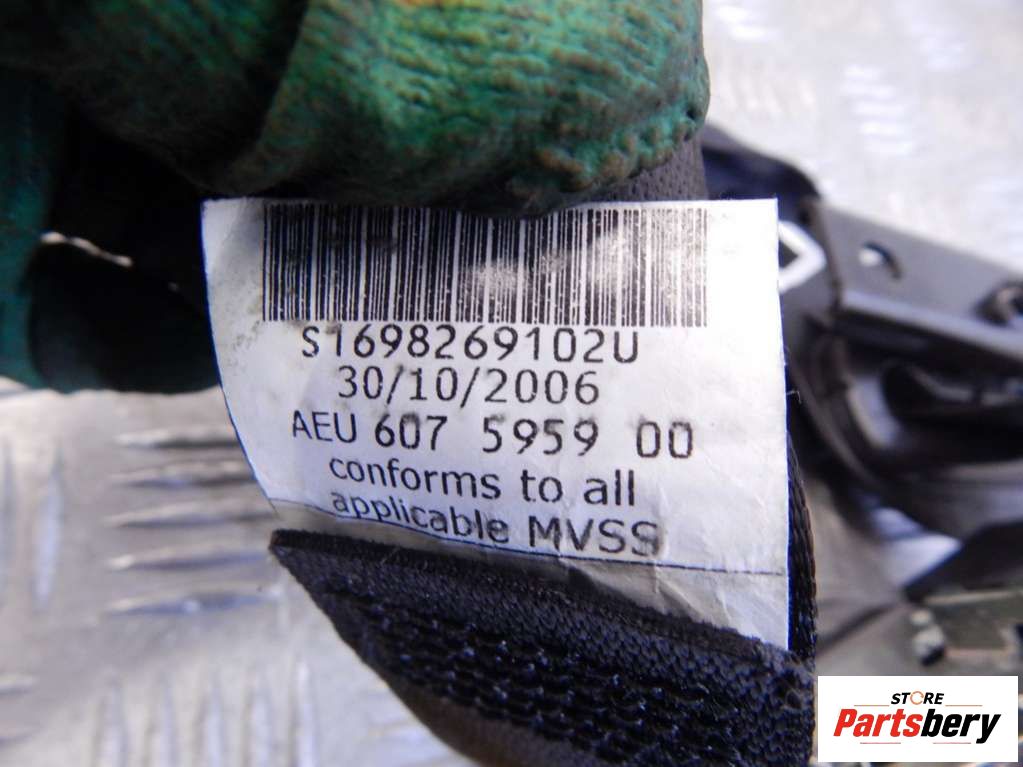 S1698269102U
30/10/2006
AEU 607 5959 00
conforms to all
applicable MVSS
STORE
Partsbery